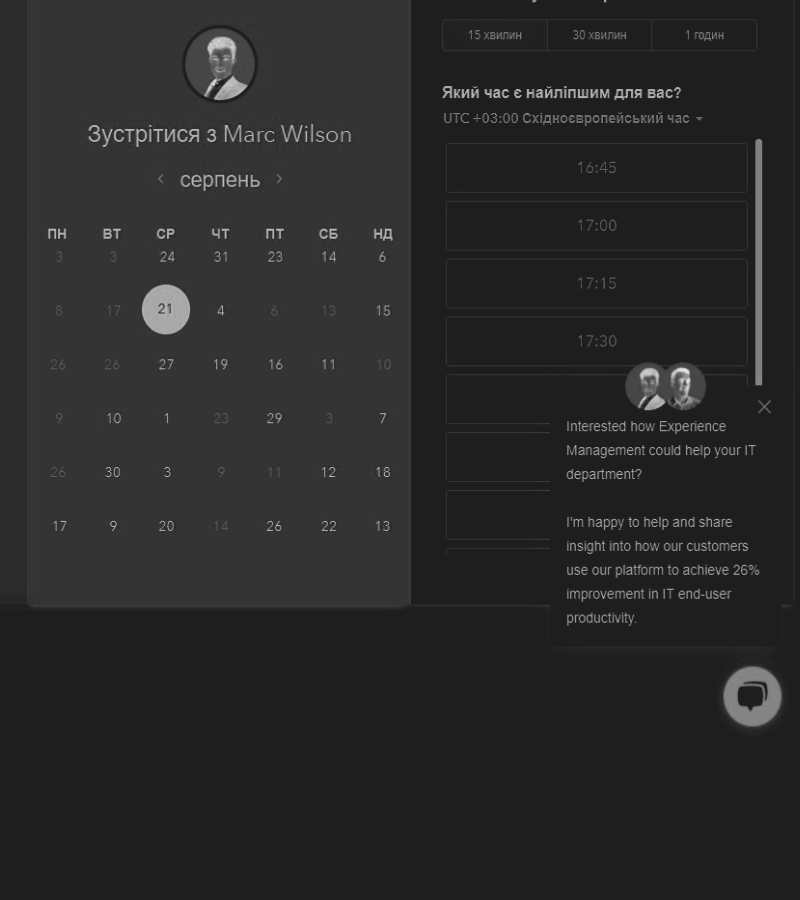 Зустрітися з Marc Wilson
серпень
ПН ВТ СР ЧТ ПТ СБ НД
3 3 24 31 23 14 6
8 17 21 4 6 13 15
26 26 27 19 16 11 10
9 10 1 23 29 3 7
26 30 3 9 11 12 18
17 9 20 14 26 22 13
15 хвилин 30 хвилин 1 годин
Який час є найліпшим для вас?
UTC +03:00 Східноєвропейський час
16:45
17:00
17:15
17:30
Interested how Experience
Management could help your IT
department?
I'm happy to help and share
insight into how our customers
use our platform to achieve 26%
improvement in IT end-user
productivity.